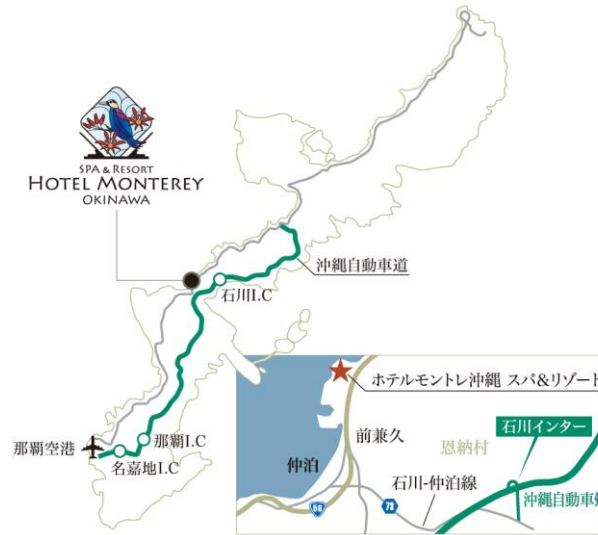 SPA & RESORT
HOTEL MONTEREY
OKINAWA
沖縄自動車道
石川I.C
那覇空港
那覇I.C
名嘉地I.C
ホテルモントレ沖縄 スパ&リゾート
前兼久
恩納村
石川インター
仲泊
石川-仲泊線
58
73
沖縄自動車